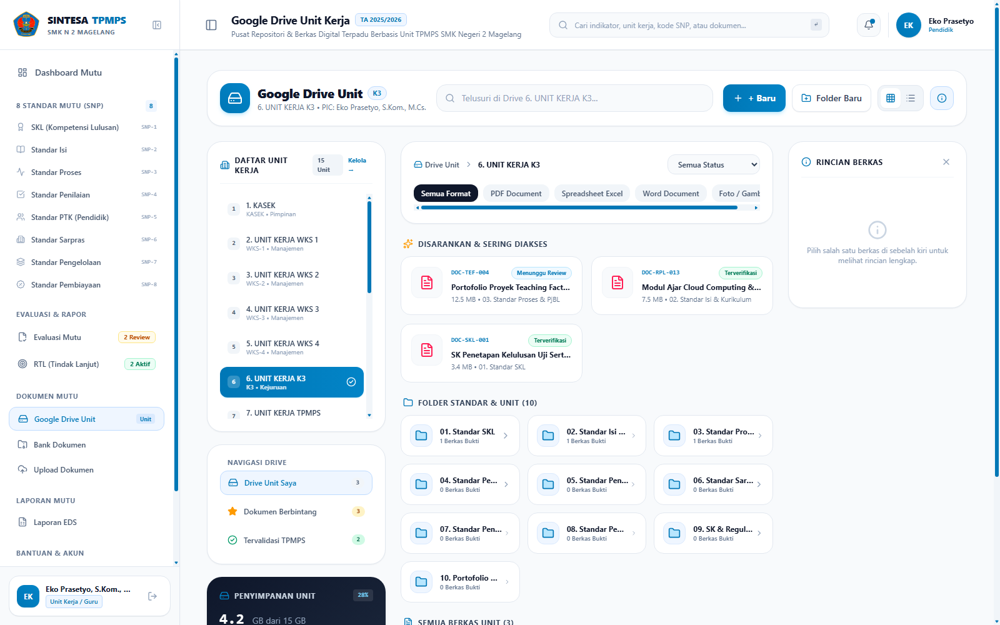 SINTESA TPMPS
SMK N 2 MAGELANG
Dashboard Mutu
8 STANDAR MUTU (SNP)
8
SKL (Kompetensi Lulusan)
SNP-1
Standar Isi
SNP-2
Standar Proses
SNP-3
Standar Penilaian
SNP-4
Standar PTK (Pendidik)
SNP-5
Standar Sarpras
SNP-6
Standar Pengelolaan
SNP-7
Standar Pembiayaan
SNP-8
EVALUASI & RAPOR
Evaluasi Mutu
2 Review
RTL (Tindak Lanjut)
2 Aktif
DOKUMEN MUTU
Google Drive Unit
Unit
Bank Dokumen
Upload Dokumen
LAPORAN MUTU
Laporan EDS
BANTUAN & AKUN
EK
Eko Prasetyo, S.Kom., ...
Unit Kerja / Guru
Google Drive Unit Kerja
TA 2025/2026
Pusat Repositori & Berkas Digital Terpadu Berbasis Unit TPMPS SMK Negeri 2 Magelang
Cari indikator, unit kerja, kode SNP, atau dokumen...
EK
Eko Prasetyo
Pendidik
Google Drive Unit
K3
6. UNIT KERJA K3 • PIC: Eko Prasetyo, S.Kom., M.Cs.
Telusuri di Drive 6. UNIT KERJA K3...
+ Baru
Folder Baru
DAFTAR UNIT KERJA
15 Unit
Kelola →
1
1. KASEK
KASEK • Pimpinan
2
2. UNIT KERJA WKS 1
WKS-1 • Manajemen
3
3. UNIT KERJA WKS 2
WKS-2 • Manajemen
4
4. UNIT KERJA WKS 3
WKS-3 • Manajemen
5
5. UNIT KERJA WKS 4
WKS-4 • Manajemen
6
6. UNIT KERJA K3
K3 • Kejuruan
7
7. UNIT KERJA TPMPS
NAVIGASI DRIVE
Drive Unit Saya
3
Dokumen Berbintang
3
Tervalidasi TPMPS
2
PENYIMPANAN UNIT
28%
4.2 GB dari 15 GB
Drive Unit
6. UNIT KERJA K3
Semua Status
Semua Format
PDF Document
Spreadsheet Excel
Word Document
Foto / Gamb
DISARANKAN & SERING DIAKSES
DOC-TEF-004
Menunggu Review
Portofolio Proyek Teaching Fact...
12.5 MB • 03. Standar Proses & PJBL
DOC-RPL-013
Terverifikasi
Modul Ajar Cloud Computing &...
7.5 MB • 02. Standar Isi & Kurikulum
DOC-SKL-001
Terverifikasi
SK Penetapan Kelulusan Uji Sert...
3.4 MB • 01. Standar SKL
FOLDER STANDAR & UNIT (10)
01. Standar SKL
1 Berkas Bukti
02. Standar Isi ...
1 Berkas Bukti
03. Standar Pro...
1 Berkas Bukti
04. Standar Pe...
0 Berkas Bukti
05. Standar Pen...
0 Berkas Bukti
06. Standar Sar...
0 Berkas Bukti
07. Standar Pen...
0 Berkas Bukti
08. Standar Pe...
0 Berkas Bukti
09. SK & Regul...
0 Berkas Bukti
10. Portofolio ...
0 Berkas Bukti
SEMUA BERKAS UNIT (3)
RINCIAN BERKAS
Pilih salah satu berkas di sebelah kiri untuk
melihat rincian lengkap.